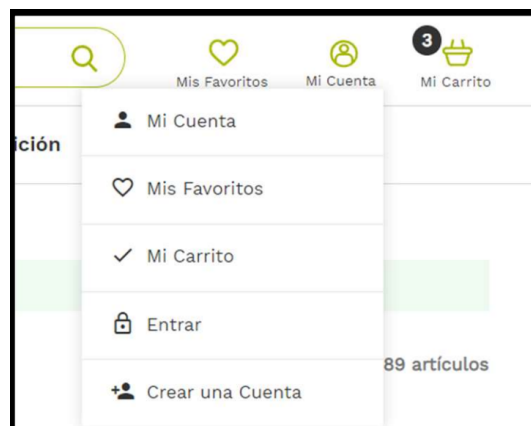 3
Mis Favoritos
Mi Cuenta
Mi Carrito
Mi Cuenta
ición
Mis Favoritos
Mi Carrito
Entrar
89 artículos
Crear una Cuenta